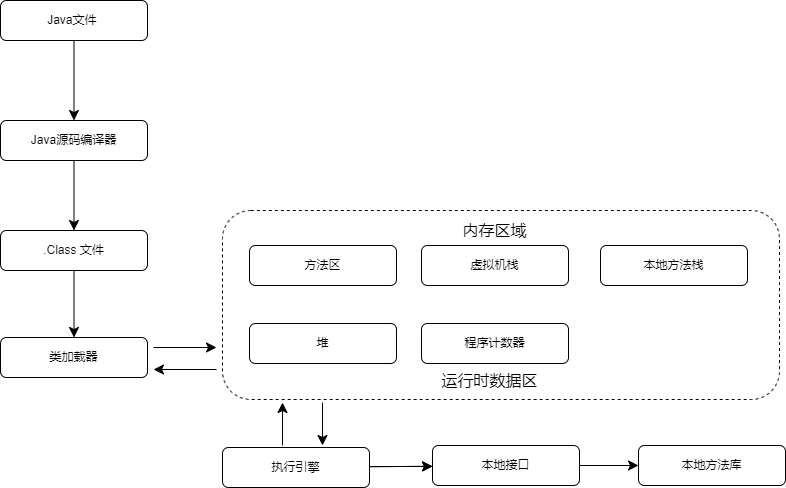 Java文件
Java源码编译器
.Class 文件
类加载器
内存区域
方法区
虚拟机栈
本地方法栈
堆
程序计数器
运行时数据区
执行引擎
本地接口
本地方法库